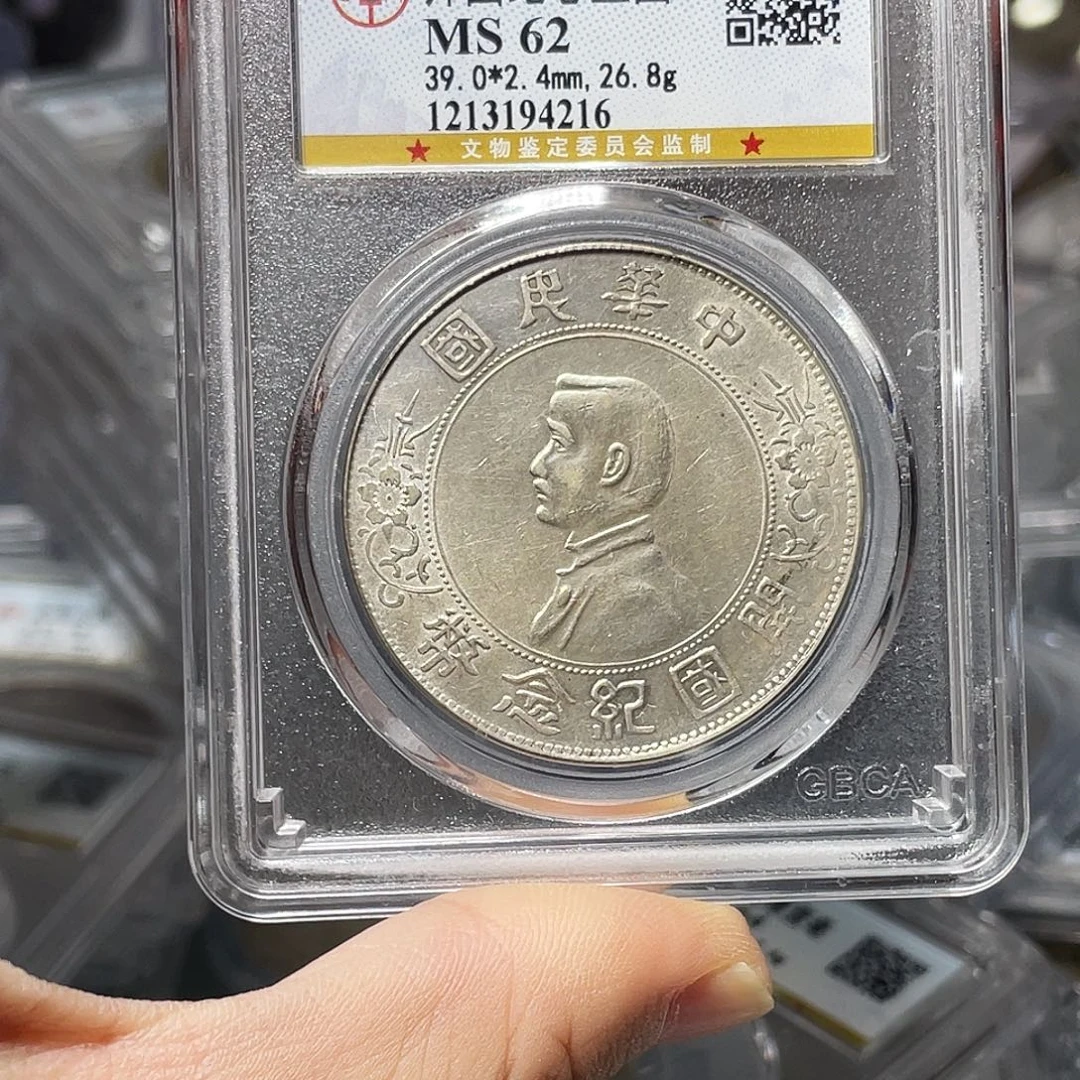 MS 62
39.0*2.4mm, 26.8g
1213194216
★ 文物鉴定委员会监制 ★
中華民國
開國紀念幣
GBCA